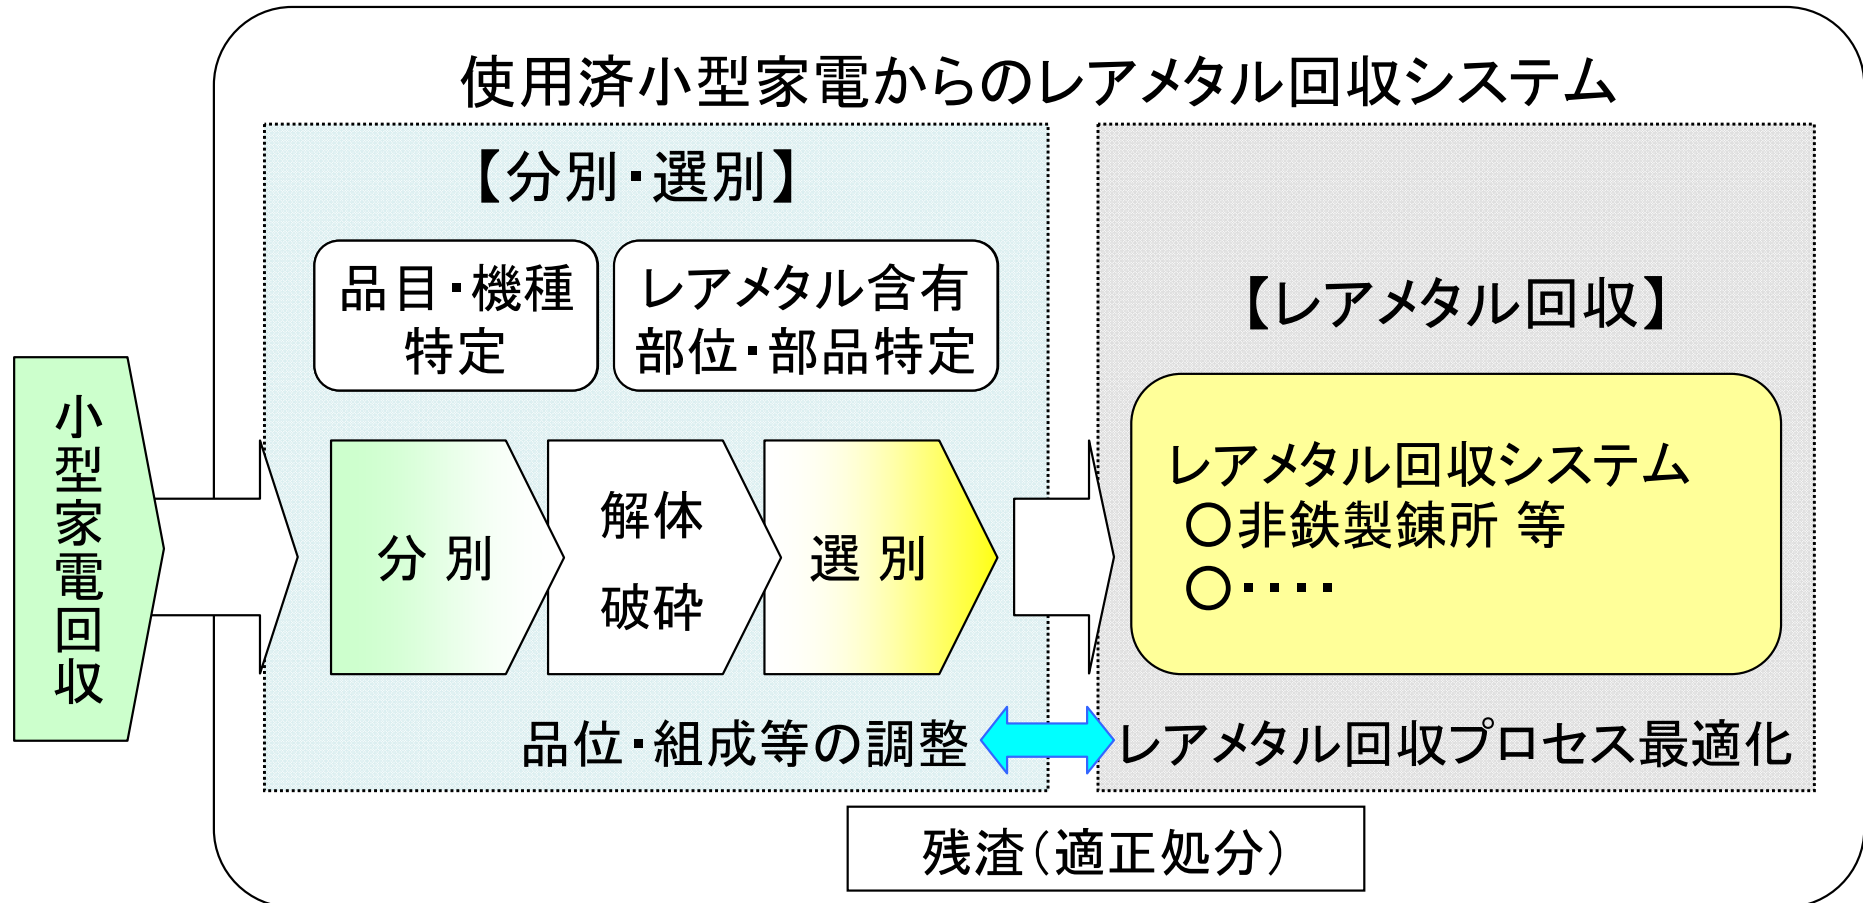 使用済小型家電からのレアメタル回収システム
小型家電回収
【分別・選別】
品目・機種
特定
レアメタル含有
部位・部品特定
分 別
解体
破砕
選 別
品位・組成等の調整
【レアメタル回収】
レアメタル回収システム
○非鉄製錬所 等
○・・・・
レアメタル回収プロセス最適化
残渣（適正処分）